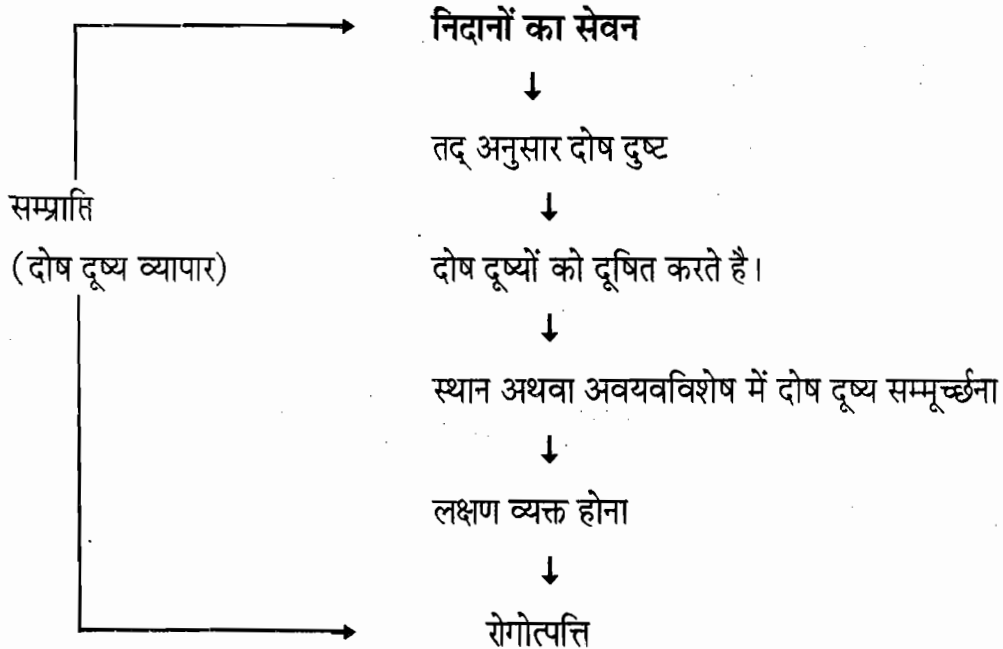 निदानों का सेवन
↓
तद् अनुसार दोष दुष्ट
↓
सम्प्राप्ति
(दोष दूष्य व्यापार)
दोष दूष्यों को दूषित करते है।
↓
स्थान अथवा अवयवविशेष में दोष दूष्य सम्मूर्च्छना
↓
लक्षण व्यक्त होना
↓
रोगोत्पत्ति